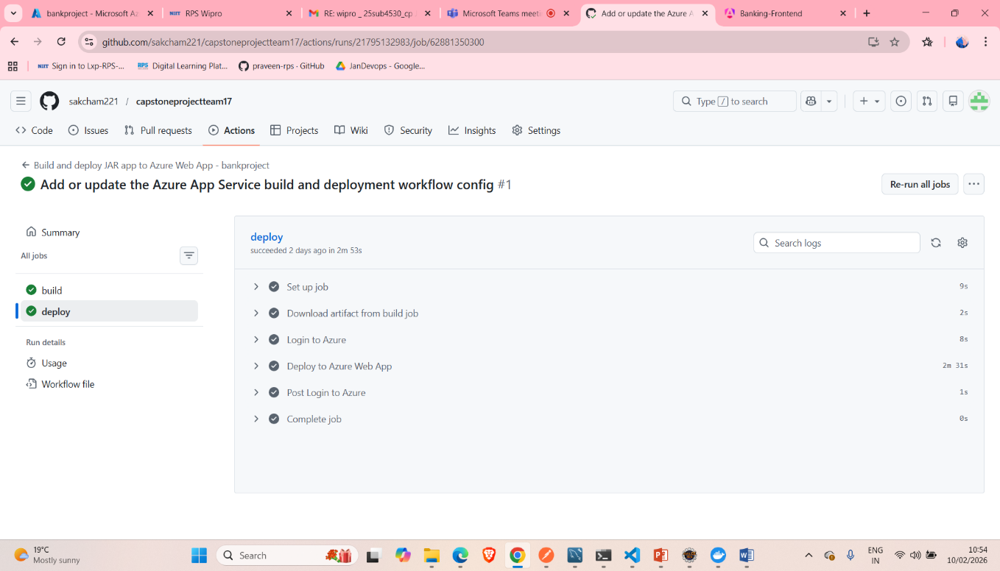 bankproject - Microsoft Az
NIIT RPS Wipro
RE: wipro _ 25sub4530_cp
Microsoft Teams meeti
Add or update the Azure A
Banking-Frontend
github.com/sakcham221/capstoneprojectteam17/actions/runs/21795132983/job/62881350300
NIIT Sign in to Lxp-RPS-...
RPS Digital Learning Plat...
praveen-rps · GitHub
JanDevops - Google...
sakcham221 / capstoneprojectteam17
Type / to search
Code
Issues
Pull requests
Actions
Projects
Wiki
Security
Insights
Settings
Build and deploy JAR app to Azure Web App - bankproject
Add or update the Azure App Service build and deployment workflow config #1
Re-run all jobs
Summary
All jobs
build
deploy
Run details
Usage
Workflow file
deploy
succeeded 2 days ago in 2m 53s
Search logs
Set up job 9s
Download artifact from build job 2s
Login to Azure 8s
Deploy to Azure Web App 2m 31s
Post Login to Azure 1s
Complete job 0s
19°C
Mostly sunny
Search
ENG
IN
10:54
10/02/2026